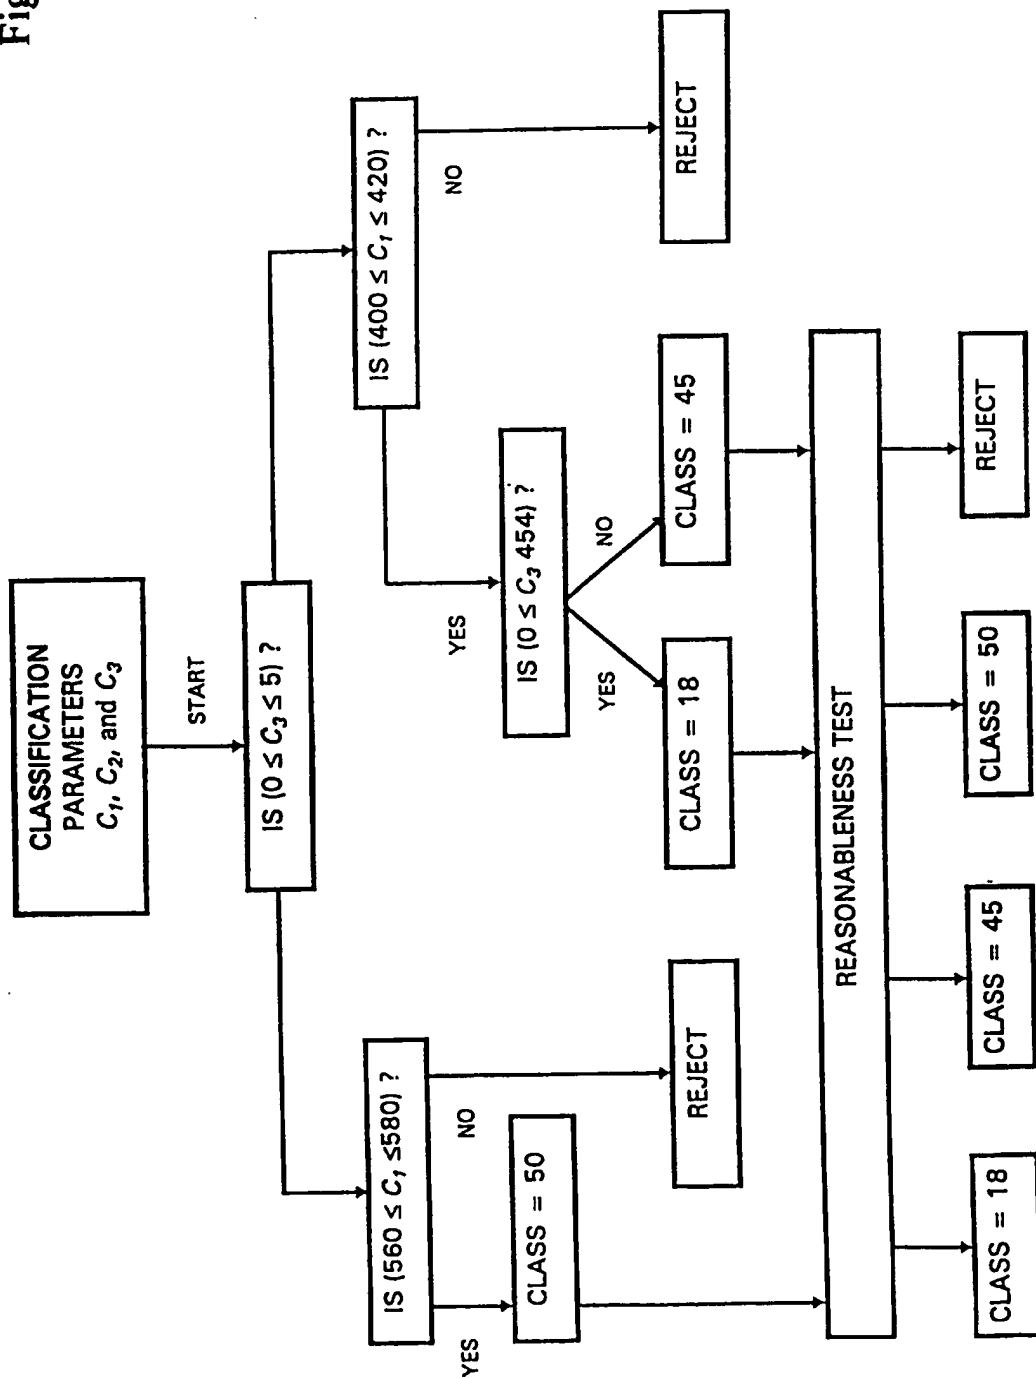 Fig
CLASSIFICATION
PARAMETERS
C₁, C₂, and C₃
START
IS (0 ≤ C₃ ≤ 5) ?
IS (560 ≤ C₁ ≤580) ?
IS (400 ≤ C₁ ≤ 420) ?
YES
NO
YES
NO
CLASS = 50
IS (0 ≤ C₃ 454) ?
YES
NO
REJECT
CLASS = 18
CLASS = 45
REJECT
REASONABLENESS TEST
CLASS = 18
CLASS = 45
CLASS = 50
REJECT